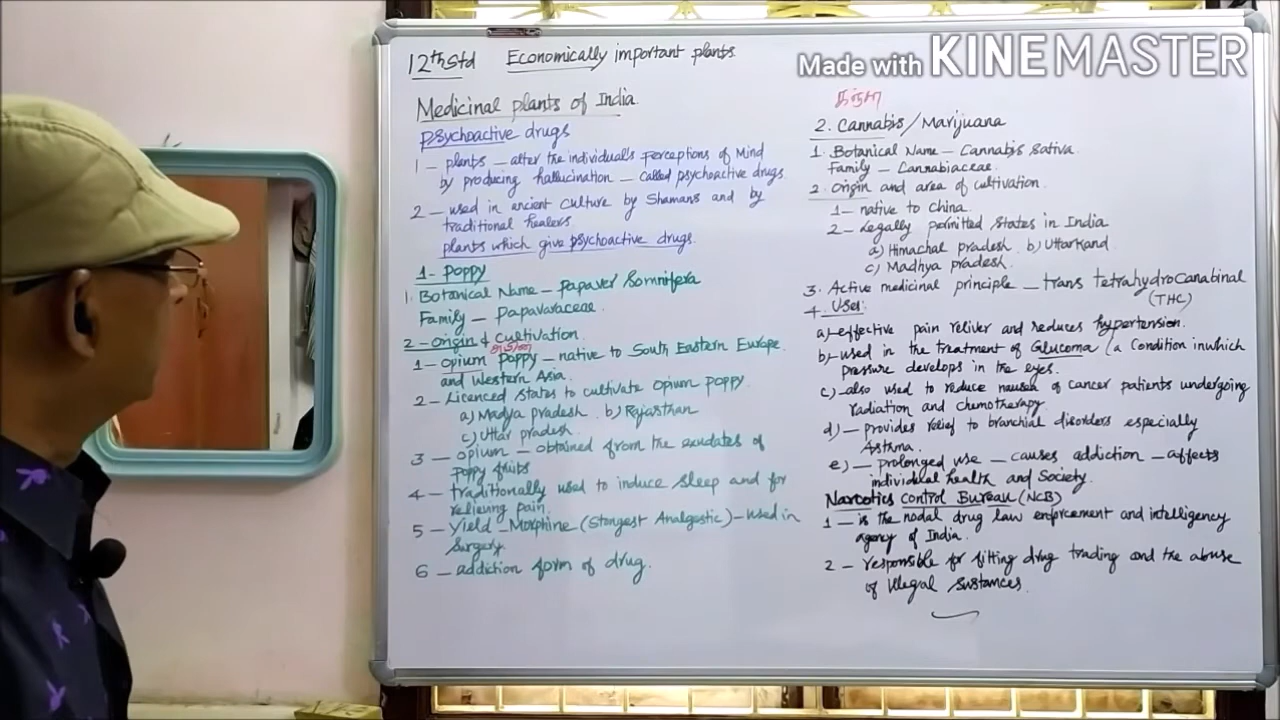 12th Std Economically important plants
Made with KINEMASTER
Medicinal plants of India
Psychoactive drugs
1 – plants – alter the individual's perceptions of Mind
by producing hallucination – called psychoactive drugs.
2 – used in ancient culture by Shamans and by
traditional healers
plants which give psychoactive drugs.
1 - Poppy
1. Botanical Name – Papaver Somnifera
Family – Papavaraceae.
2 - Origin & cultivation
1 – opium poppy – native to South Eastern Europe
and Western Asia.
2 – Licenced states to cultivate opium poppy.
a) Madya pradesh b) Rajasthan
c) Uttar pradesh.
3 – opium – obtained from the exudates of
poppy fruits
4 – traditionally used to induce sleep and for
relieving pain.
5 – Yield – Morphine (Stongest Analgestic) – used in
Surgery.
6 – addiction form of drug.
கஞ்சா
2. Cannabis/Marijuana
1. Botanical Name – Cannabis sativa
Family – Cannabiaceae.
2. Origin and area of cultivation.
1 – native to China.
2 – Legally permitted states in India
a) Himachal pradesh. b) Uttarkand
c) Madhya pradesh.
3. Active medicinal principle – trans tetrahydrocanabinal
(THC)
4. Uses:
a) – effective pain reliver and reduces hypertension.
b) – used in the treatment of Glucoma (a condition inwhich
pressure develops in the eyes.
c) – also used to reduce nausea of cancer patients undergoing
radiation and chemotherapy
d) – provides relief to branchial disorders especially
Asthma.
e) – prolonged use – causes addiction – affects
individual health and Society.
Narcotics Control Bureau (NCB)
1 – is the nodal drug law enforcement and intelligency
agency of India.
2 – responsible for fitting drug trading and the abuse
of illegal sustances.